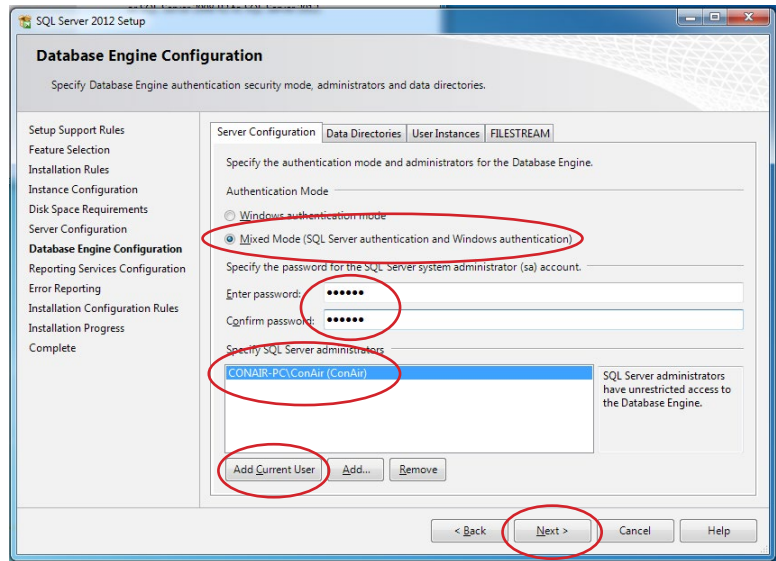 SQL Server 2012 Setup
Database Engine Configuration
Specify Database Engine authentication security mode, administrators and data directories.
Setup Support Rules
Feature Selection
Installation Rules
Instance Configuration
Disk Space Requirements
Server Configuration
Database Engine Configuration
Reporting Services Configuration
Error Reporting
Installation Configuration Rules
Installation Progress
Complete
Server Configuration Data Directories User Instances FILESTREAM
Specify the authentication mode and administrators for the Database Engine.
Authentication Mode
Windows authentication mode
Mixed Mode (SQL Server authentication and Windows authentication)
Specify the password for the SQL Server system administrator (sa) account.
Enter password: ●●●●●●
Confirm password: ●●●●●●
Specify SQL Server administrators
CONAIR-PC\ConAir (ConAir)
SQL Server administrators
have unrestricted access to
the Database Engine.
Add Current User Add... Remove
< Back Next > Cancel Help